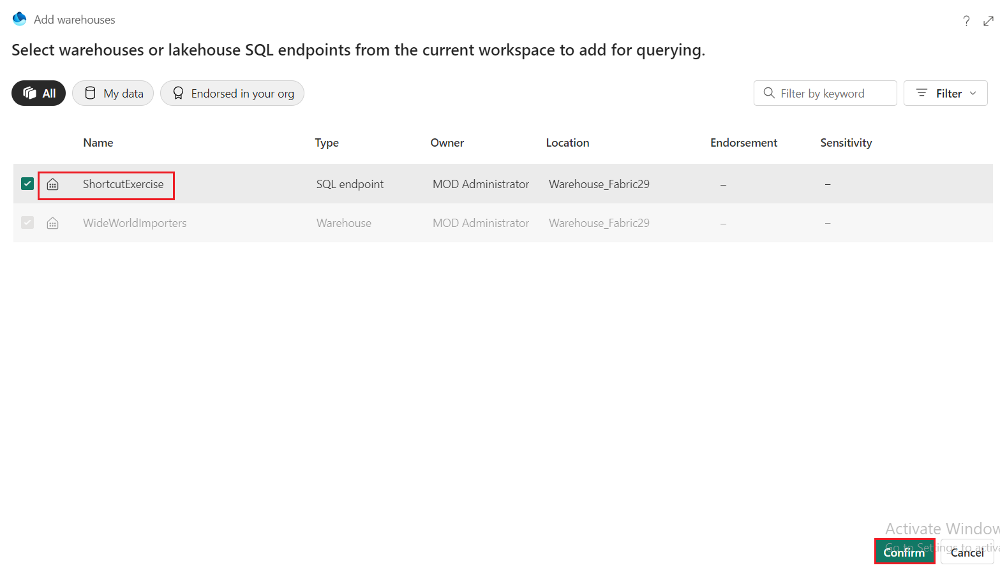 Add warehouses
?
Select warehouses or lakehouse SQL endpoints from the current workspace to add for querying.
All My data Endorsed in your org Filter by keyword Filter
Name Type Owner Location Endorsement Sensitivity
ShortcutExercise SQL endpoint MOD Administrator Warehouse_Fabric29 – –
WideWorldImporters Warehouse MOD Administrator Warehouse_Fabric29 – –
Activate Window
Go to Settings to activa
Confirm Cancel